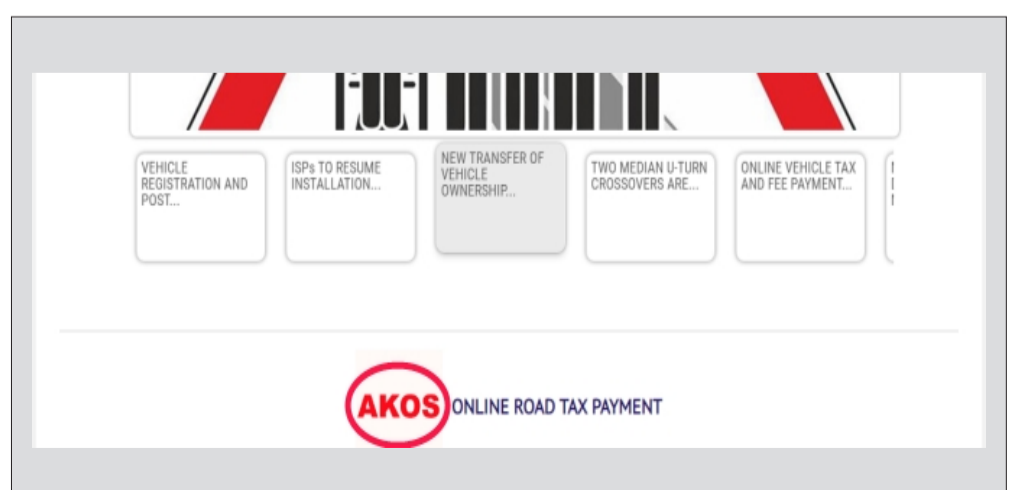 VEHICLE
REGISTRATION AND
POST...
ISPs TO RESUME
INSTALLATION...
NEW TRANSFER OF
VEHICLE
OWNERSHIP...
TWO MEDIAN U-TURN
CROSSOVERS ARE...
ONLINE VEHICLE TAX
AND FEE PAYMENT...
AKOS ONLINE ROAD TAX PAYMENT